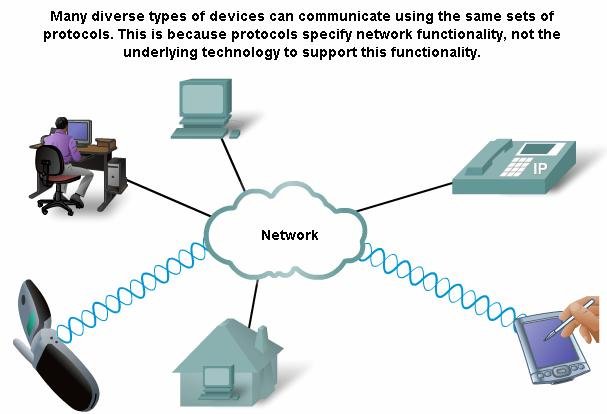 Many diverse types of devices can communicate using the same sets of
protocols. This is because protocols specify network functionality, not the
underlying technology to support this functionality.
IP
Network